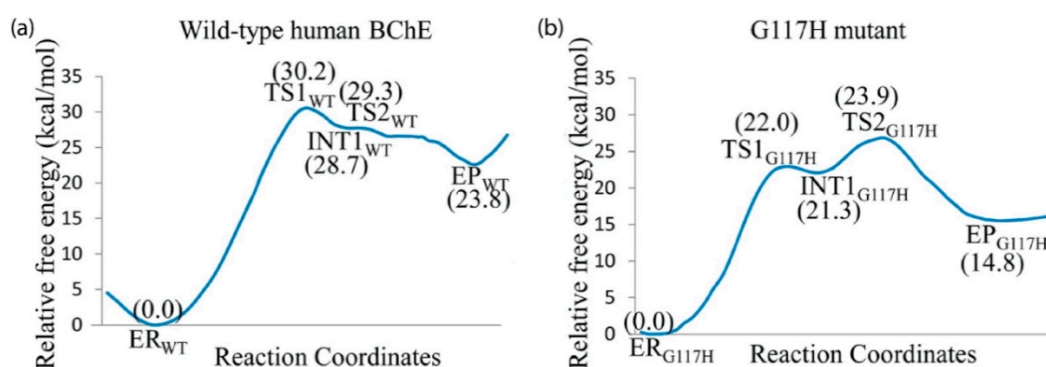 (a)
Wild-type human BChE
Relative free energy (kcal/mol)
35
30
25
20
15
10
5
0
(30.2)
TS1WT
(29.3)
TS2WT
INT1WT
(28.7)
EPWT
(23.8)
(0.0)
ERWT
Reaction Coordinates
(b)
G117H mutant
Relative free energy (kcal/mol)
35
30
25
20
15
10
5
0
(22.0)
TS1G117H
(23.9)
TS2G117H
INT1G117H
(21.3)
EPG117H
(14.8)
(0.0)
ERG117H
Reaction Coordinates